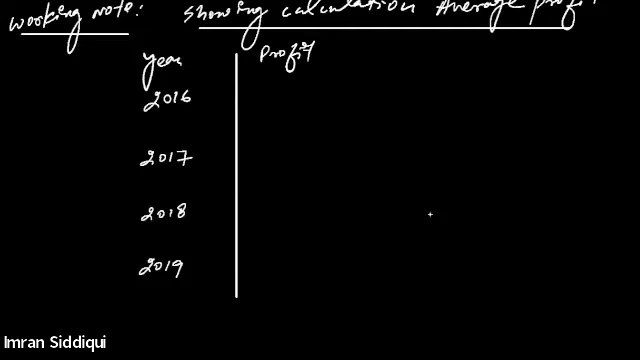 working note: showing calculation Average profit
Year Profit
2016
2017
2018
2019
Imran Siddiqui